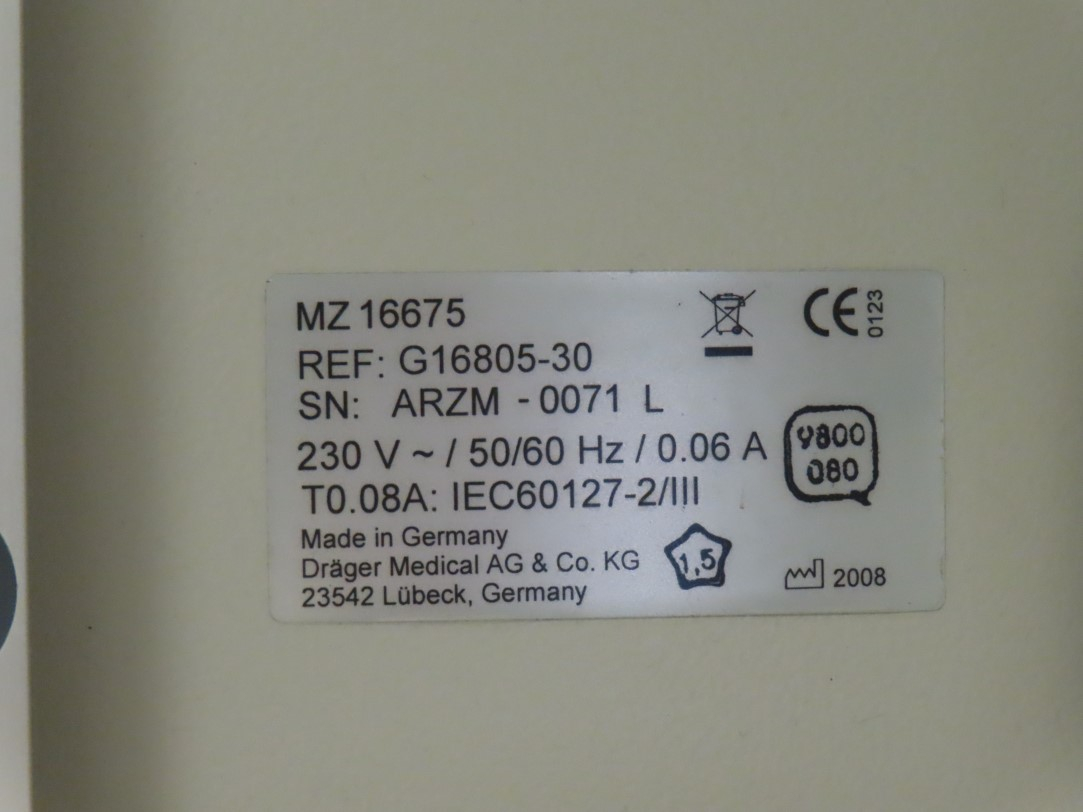 MZ 16675
REF: G16805-30
SN: ARZM - 0071 L
230 V ~ / 50/60 Hz / 0.06 A
T0.08A: IEC60127-2/III
Made in Germany
Dräger Medical AG & Co. KG
23542 Lübeck, Germany
CE 0123
9800
080
1,5
2008